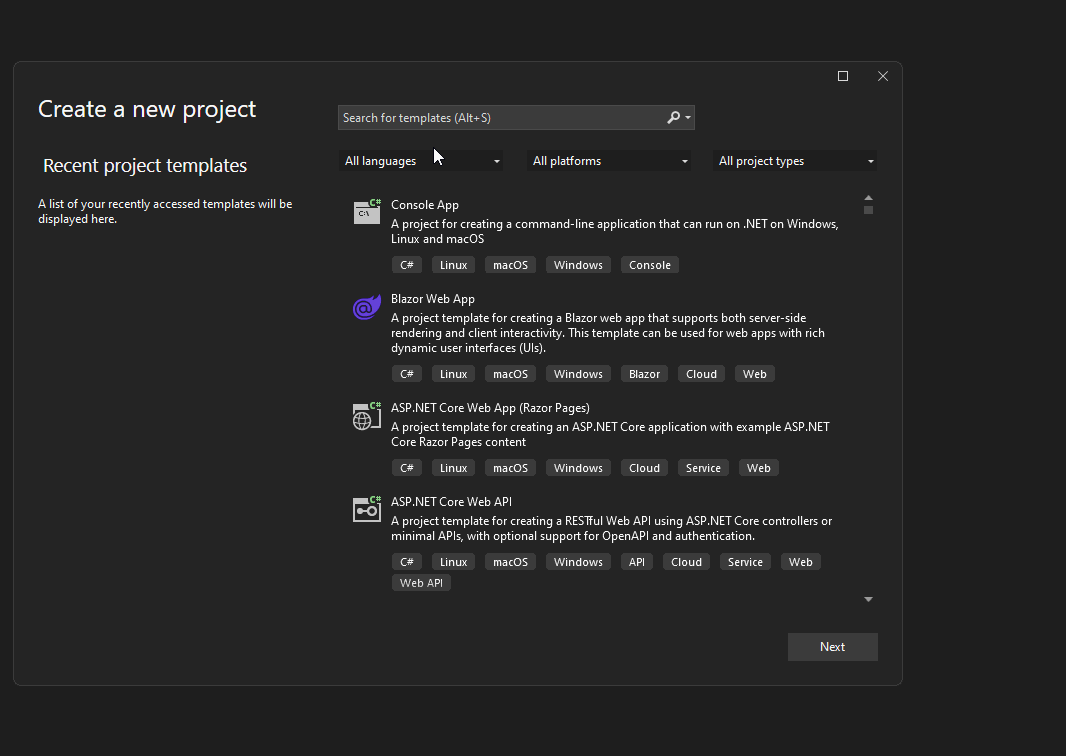 Create a new project
Search for templates (Alt+S)
Recent project templates
All languages
All platforms
All project types
A list of your recently accessed templates will be
displayed here.
C#
C:\
Console App
A project for creating a command-line application that can run on .NET on Windows,
Linux and macOS
C# Linux macOS Windows Console
Blazor Web App
A project template for creating a Blazor web app that supports both server-side
rendering and client interactivity. This template can be used for web apps with rich
dynamic user interfaces (UIs).
C# Linux macOS Windows Blazor Cloud Web
C#
ASP.NET Core Web App (Razor Pages)
A project template for creating an ASP.NET Core application with example ASP.NET
Core Razor Pages content
C# Linux macOS Windows Cloud Service Web
C#
ASP.NET Core Web API
A project template for creating a RESTful Web API using ASP.NET Core controllers or
minimal APIs, with optional support for OpenAPI and authentication.
C# Linux macOS Windows API Cloud Service Web
Web API
Next